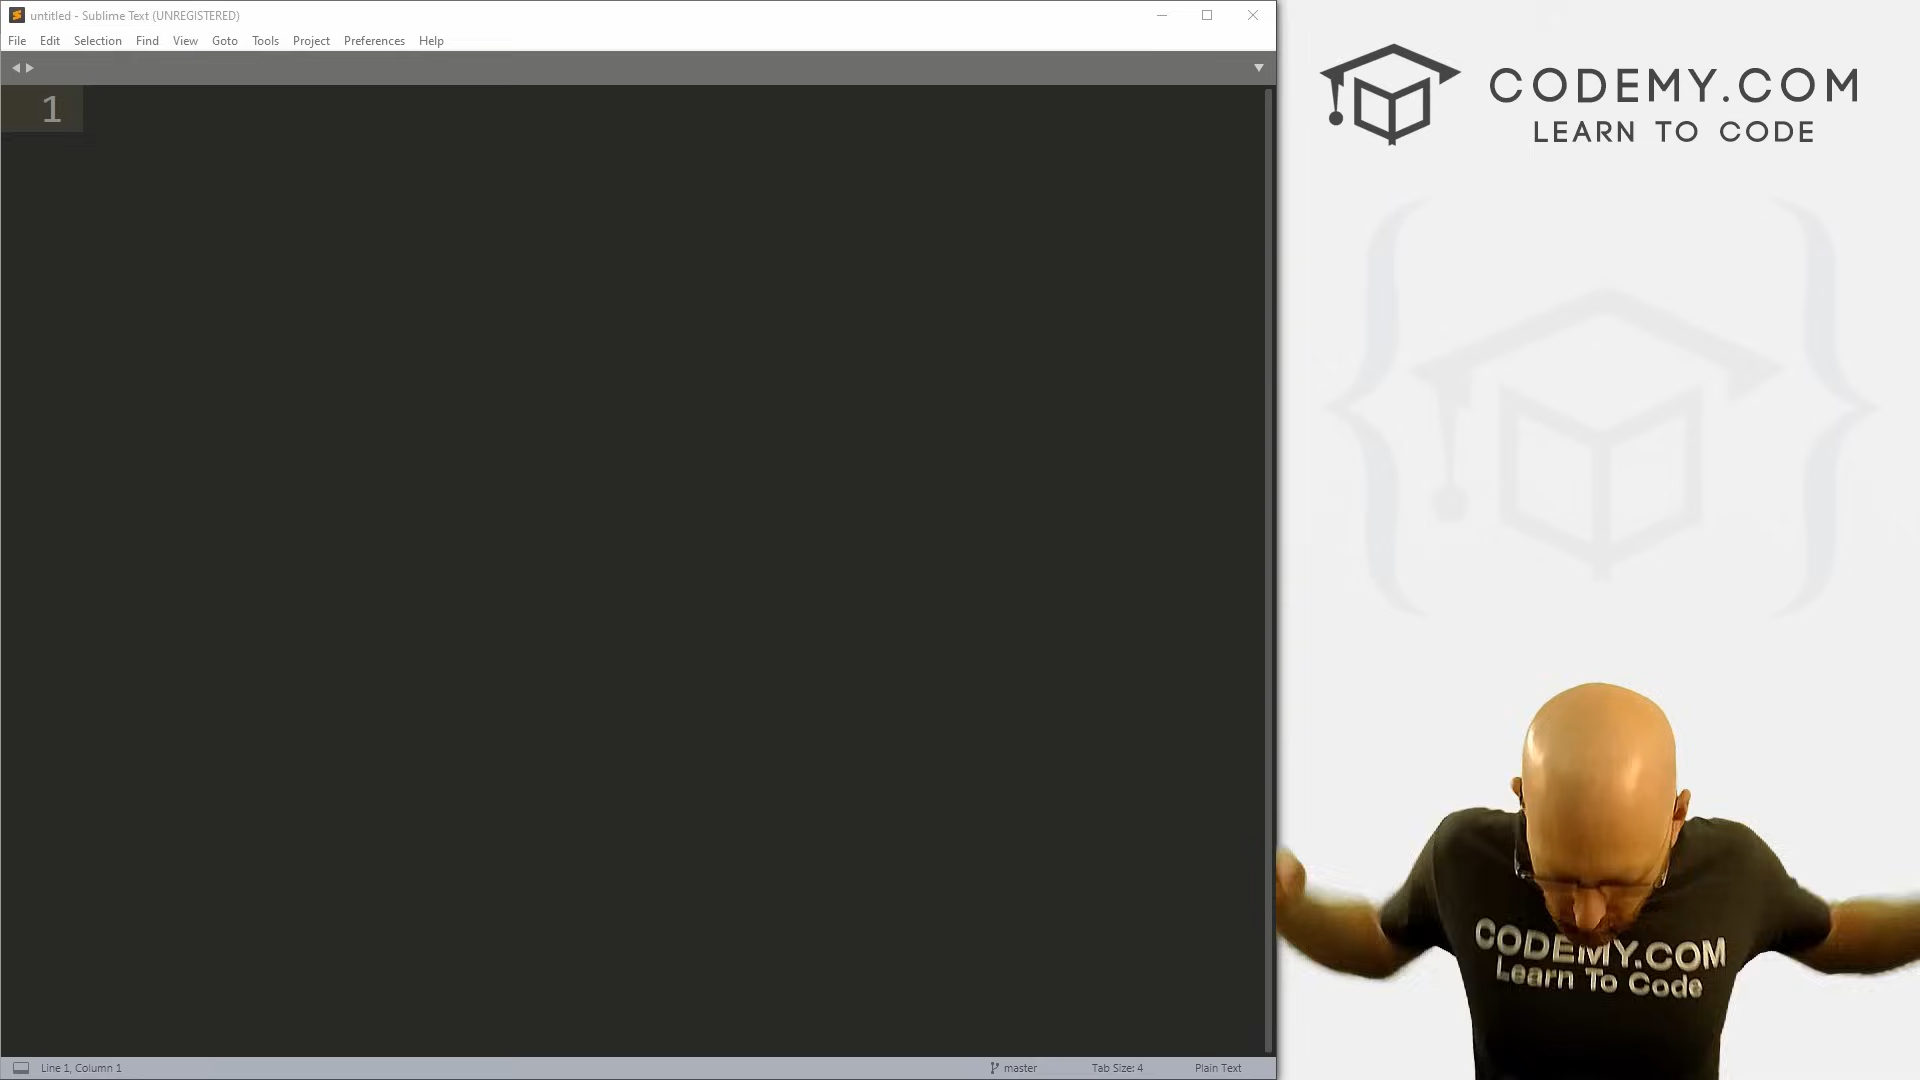 untitled - Sublime Text (UNREGISTERED)
File Edit Selection Find View Goto Tools Project Preferences Help
1
Line 1, Column 1
master
Tab Size: 4
Plain Text
CODEMY.COM
LEARN TO CODE
CODEMY.COM
Learn To Code